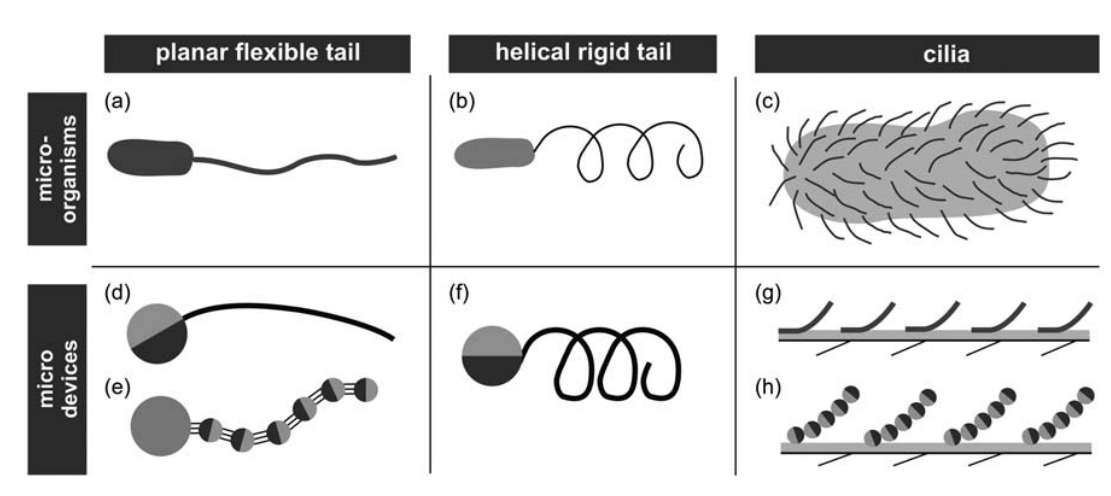 planar flexible tail
helical rigid tail
cilia
micro-
organisms
(a)
(b)
(c)
micro
devices
(d)
(e)
(f)
(g)
(h)